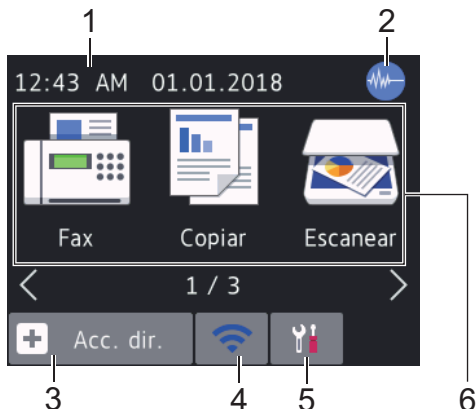 1 2
12:43 AM 01.01.2018
Fax Copiar Escanear
1 / 3
Acc. dir.
3 4 5 6